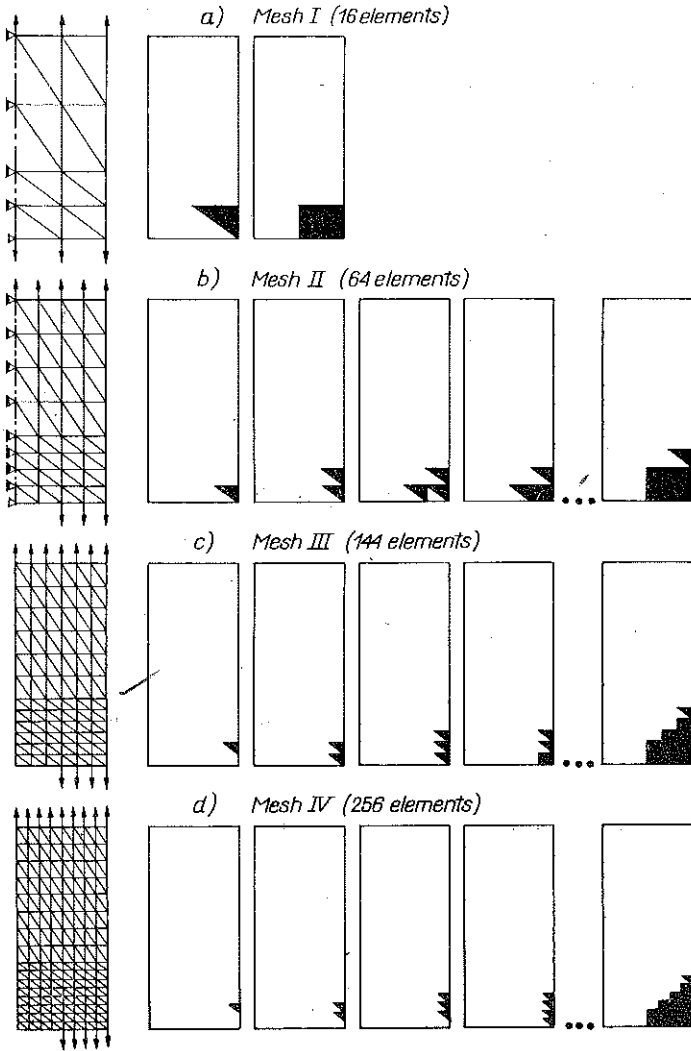 a) Mesh I (16 elements)
b) Mesh II (64 elements)
c) Mesh III (144 elements)
d) Mesh IV (256 elements)